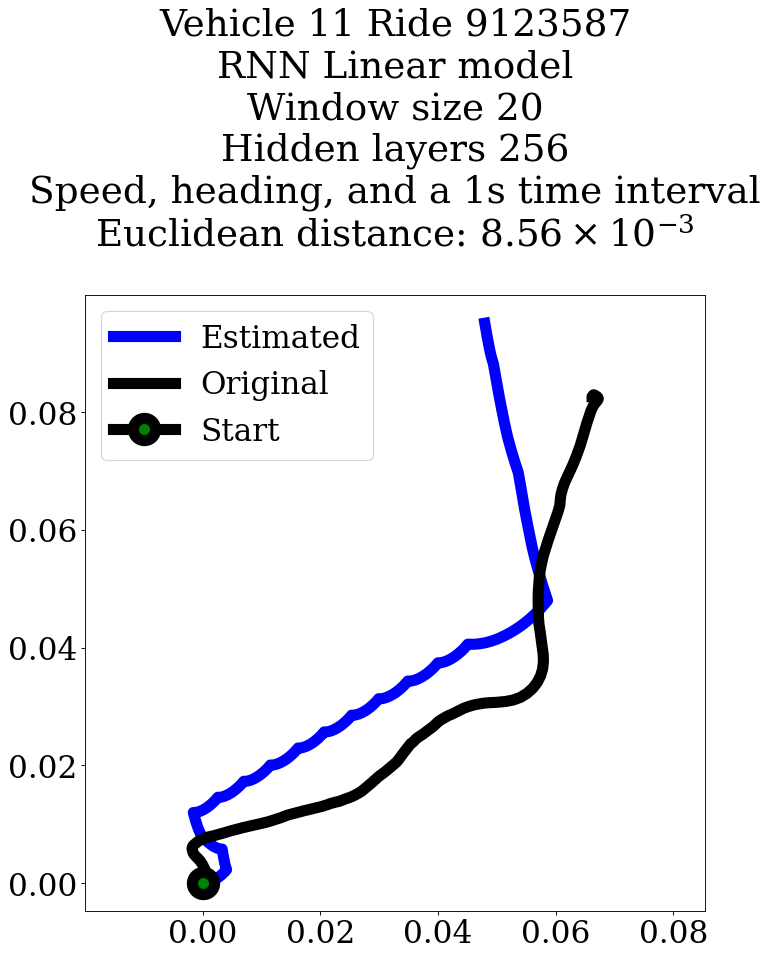 Vehicle 11 Ride 9123587
RNN Linear model
Window size 20
Hidden layers 256
Speed, heading, and a 1s time interval
Euclidean distance: 8.56 × 10⁻³
Estimated
Original
Start
0.08
0.06
0.04
0.02
0.00
0.00 0.02 0.04 0.06 0.08